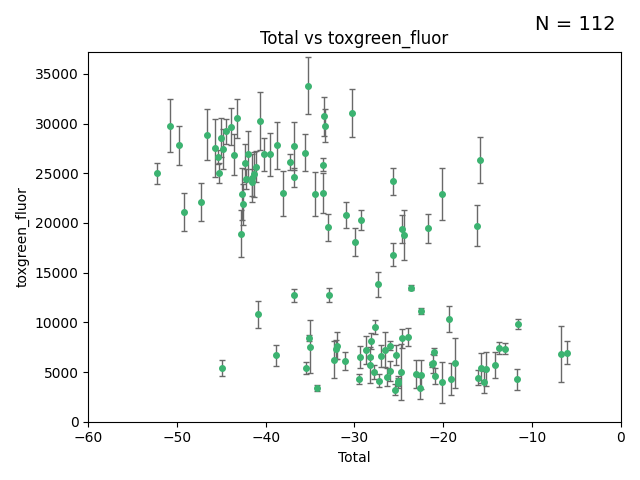 N = 112
Total vs toxgreen_fluor
35000
30000
25000
20000
15000
10000
5000
0
toxgreen_fluor
−60 −50 −40 −30 −20 −10 0
Total